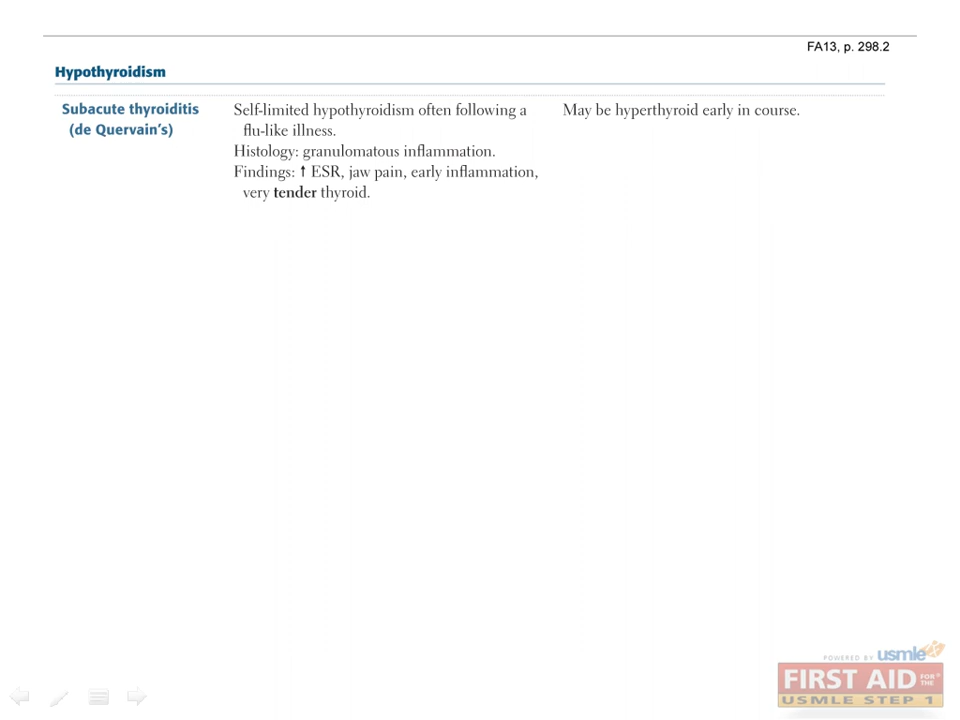 FA13, p. 298.2
Hypothyroidism
Subacute thyroiditis
(de Quervain's)
Self-limited hypothyroidism often following a
flu-like illness.
Histology: granulomatous inflammation.
Findings: ↑ ESR, jaw pain, early inflammation,
very tender thyroid.
May be hyperthyroid early in course.
POWERED BY usmle
FIRST AID FOR THE
USMLE STEP 1